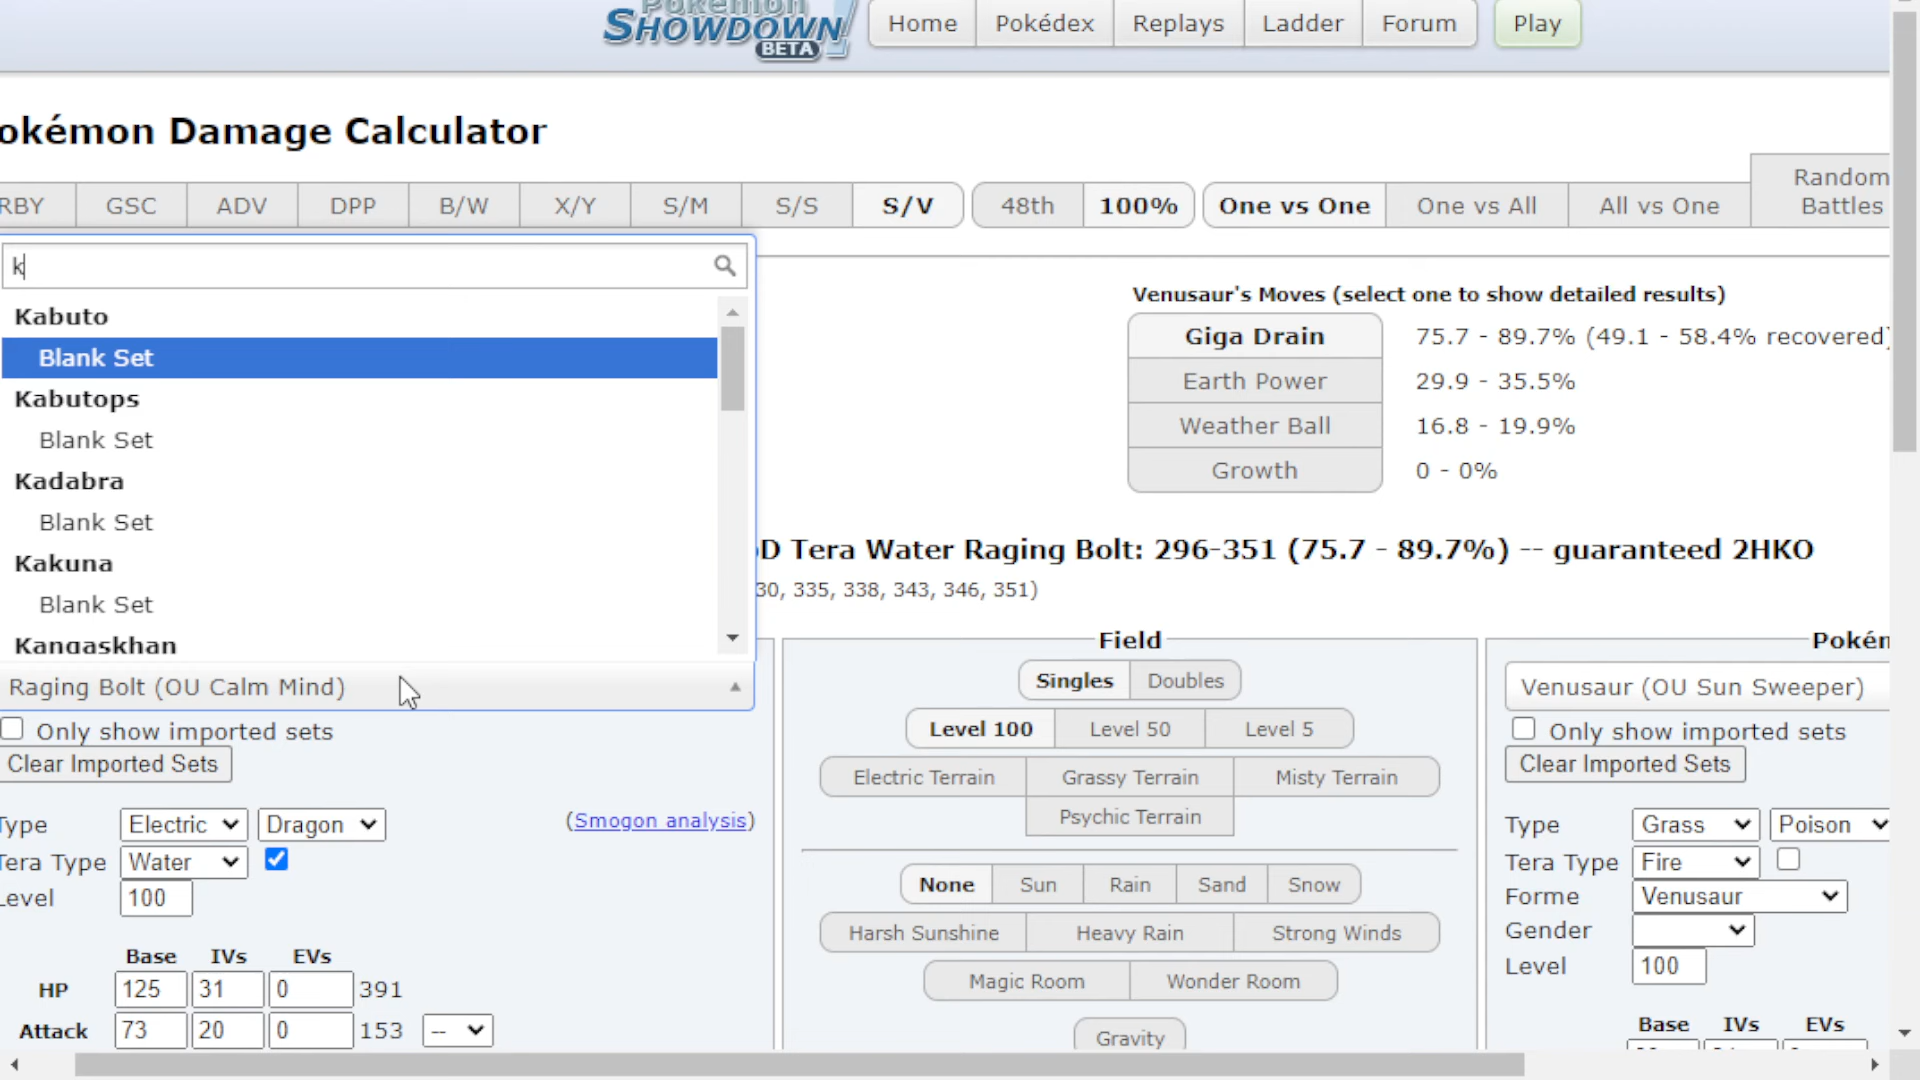 Pokémon
SHOWDOWN!
BETA
Home Pokédex Replays Ladder Forum Play
okémon Damage Calculator
RBY GSC ADV DPP B/W X/Y S/M S/S S/V 48th 100% One vs One One vs All All vs One Random Battles
k
Kabuto
Blank Set
Kabutops
Blank Set
Kadabra
Blank Set
Kakuna
Blank Set
Kangaskhan
Raging Bolt (OU Calm Mind)
Only show imported sets
Clear Imported Sets
Venusaur's Moves (select one to show detailed results)
Giga Drain 75.7 - 89.7% (49.1 - 58.4% recovered)
Earth Power 29.9 - 35.5%
Weather Ball 16.8 - 19.9%
Growth 0 - 0%
D Tera Water Raging Bolt: 296-351 (75.7 - 89.7%) -- guaranteed 2HKO
30, 335, 338, 343, 346, 351)
Type Electric Dragon (Smogon analysis)
Tera Type Water
Level 100
Base IVs EVs
HP 125 31 0 391
Attack 73 20 0 153 --
Field
Singles Doubles
Level 100 Level 50 Level 5
Electric Terrain Grassy Terrain Misty Terrain
Psychic Terrain
None Sun Rain Sand Snow
Harsh Sunshine Heavy Rain Strong Winds
Magic Room Wonder Room
Gravity
Pokém
Venusaur (OU Sun Sweeper)
Only show imported sets
Clear Imported Sets
Type Grass Poison
Tera Type Fire
Forme Venusaur
Gender
Level 100
Base IVs EVs